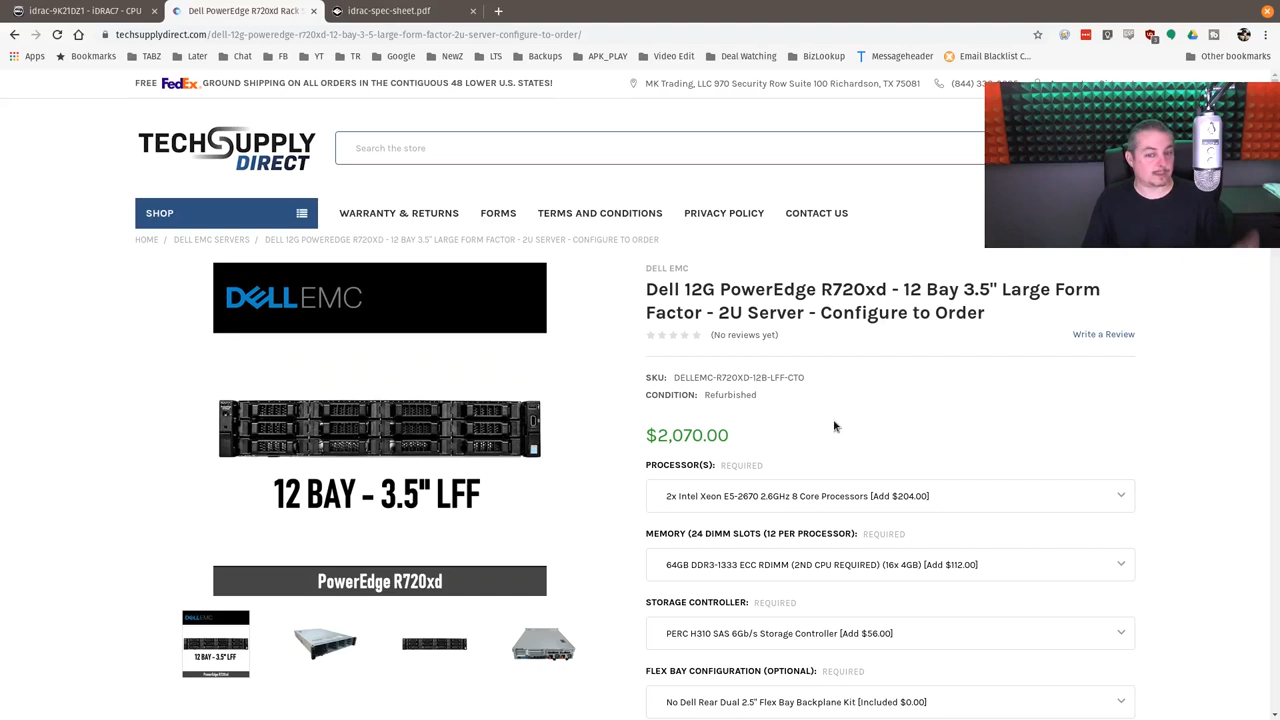 idrac-9K21DZ1 - iDRAC7 - CPU
Dell PowerEdge R720xd Rack S
idrac-spec-sheet.pdf
techsupplydirect.com/dell-12g-poweredge-r720xd-12-bay-3-5-large-form-factor-2u-server-configure-to-order/
Apps Bookmarks TABZ Later Chat FB YT TR Google NewZ LTS Backups APK_PLAY Video Edit Deal Watching BizLookup Messageheader Email Blacklist C... Other bookmarks
FREE FedEx GROUND SHIPPING ON ALL ORDERS IN THE CONTIGUOUS 48 LOWER U.S. STATES!
MK Trading, LLC 970 Security Row Suite 100 Richardson, TX 75081
(844)
TECHSUPPLY
DIRECT
Search the store
SHOP
WARRANTY & RETURNS FORMS TERMS AND CONDITIONS PRIVACY POLICY CONTACT US
HOME / DELL EMC SERVERS / DELL 12G POWEREDGE R720XD - 12 BAY 3.5" LARGE FORM FACTOR - 2U SERVER - CONFIGURE TO ORDER
DELLEMC
12 BAY - 3.5" LFF
PowerEdge R720xd
12 BAY - 3.5" LFF
PowerEdge R720xd
DELL EMC
Dell 12G PowerEdge R720xd - 12 Bay 3.5" Large Form
Factor - 2U Server - Configure to Order
(No reviews yet)
Write a Review
SKU: DELLEMC-R720XD-12B-LFF-CTO
CONDITION: Refurbished
$2,070.00
PROCESSOR(S): REQUIRED
2x Intel Xeon E5-2670 2.6GHz 8 Core Processors [Add $204.00]
MEMORY (24 DIMM SLOTS (12 PER PROCESSOR): REQUIRED
64GB DDR3-1333 ECC RDIMM (2ND CPU REQUIRED) (16x 4GB) [Add $112.00]
STORAGE CONTROLLER: REQUIRED
PERC H310 SAS 6Gb/s Storage Controller [Add $56.00]
FLEX BAY CONFIGURATION (OPTIONAL): REQUIRED
No Dell Rear Dual 2.5" Flex Bay Backplane Kit [Included $0.00]